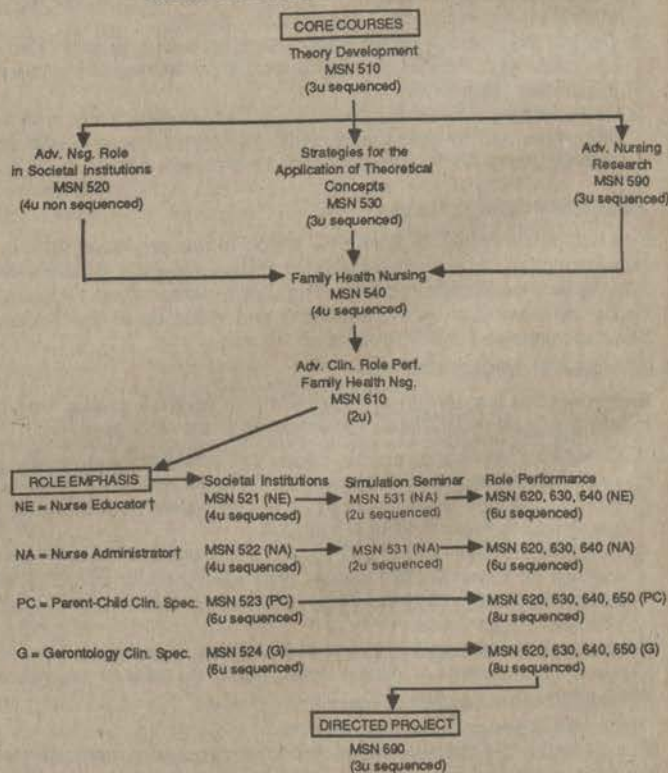 CORE COURSES
Theory Development
MSN 510
(3u sequenced)
Adv. Nsg. Role
in Societal Institutions
MSN 520
(4u non sequenced)
Strategies for the
Application of Theoretical
Concepts
MSN 530
(3u sequenced)
Adv. Nursing
Research
MSN 590
(3u sequenced)
Family Health Nursing
MSN 540
(4u sequenced)
Adv. Clin. Role Perf.
Family Health Nsg.
MSN 610
(2u)
ROLE EMPHASIS
Societal Institutions
Simulation Seminar
Role Performance
NE = Nurse Educator†
MSN 521 (NE)
(4u sequenced)
MSN 531 (NA)
(2u sequenced)
MSN 620, 630, 640 (NE)
(6u sequenced)
NA = Nurse Administrator†
MSN 522 (NA)
(4u sequenced)
MSN 531 (NA)
(2u sequenced)
MSN 620, 630, 640 (NA)
(6u sequenced)
PC = Parent-Child Clin. Spec.
MSN 523 (PC)
(6u sequenced)
MSN 620, 630, 640, 650 (PC)
(8u sequenced)
G = Gerontology Clin. Spec.
MSN 524 (G)
(6u sequenced)
MSN 620, 630, 640, 650 (G)
(8u sequenced)
DIRECTED PROJECT
MSN 690
(3u sequenced)